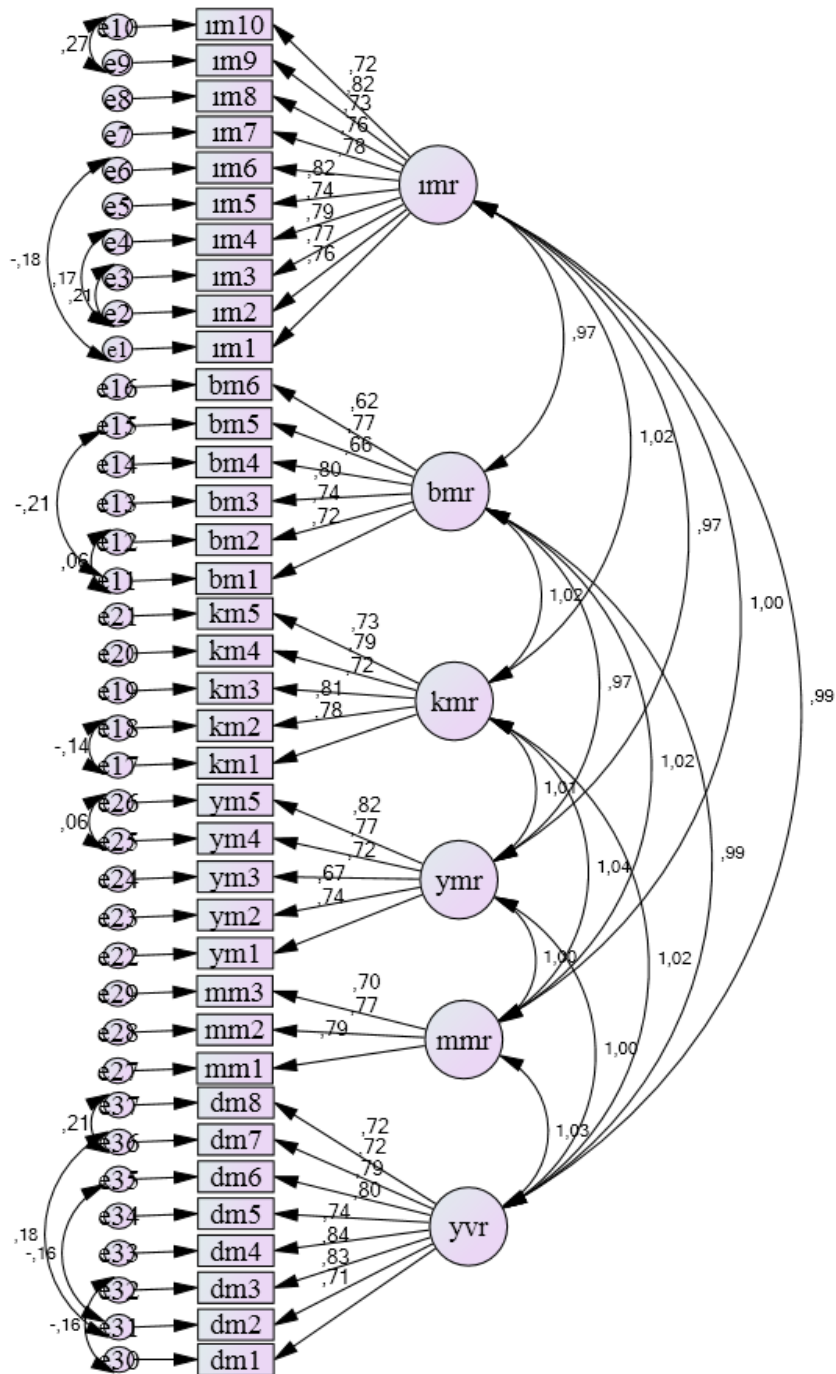 e10 ım10
,27
e9 ım9
e8 ım8
e7 ım7
e6 ım6
e5 ım5
e4 ım4
e3 ım3
e2 ım2
e1 ım1
-,18
,17
,21
,72
,82
,73
,76
,78
,82
,74
,79
,77
,76
ımr
e16 bm6
e15 bm5
e14 bm4
e13 bm3
e12 bm2
e11 bm1
-,21
,06
,62
,77
,66
,80
,74
,72
bmr
e21 km5
e20 km4
e19 km3
e18 km2
e17 km1
-,14
,73
,79
,72
,81
,78
kmr
e26 ym5
e25 ym4
e24 ym3
e23 ym2
e22 ym1
,06
,82
,77
,72
,67
,74
ymr
e29 mm3
e28 mm2
e27 mm1
,70
,77
,79
mmr
e37 dm8
e36 dm7
e35 dm6
e34 dm5
e33 dm4
e32 dm3
e31 dm2
e30 dm1
,21
,18
-,16
-,16
,72
,72
,79
,80
,74
,84
,83
,71
yvr
,97
1,02
,97
1,00
,99
1,02
,97
1,02
,99
1,01
1,04
1,02
1,00
1,00
1,03